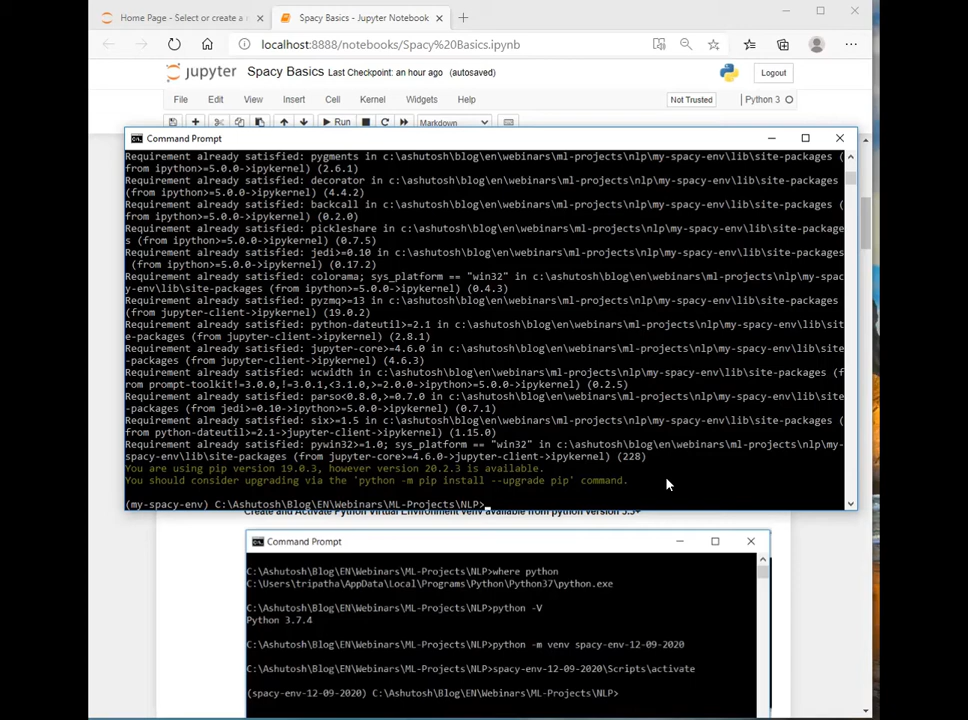 Home Page - Select or create a
Spacy Basics - Jupyter Notebook
localhost:8888/notebooks/Spacy%20Basics.ipynb
jupyter Spacy Basics Last Checkpoint: an hour ago (autosaved)
Logout
File Edit View Insert Cell Kernel Widgets Help
Not Trusted
Python 3
Run
Markdown
Command Prompt
Requirement already satisfied: pygments in c:\ashutosh\blog\en\webinars\ml-projects\nlp\my-spacy-env\lib\site-packages
(from ipython>=5.0.0->ipykernel) (2.6.1)
Requirement already satisfied: decorator in c:\ashutosh\blog\en\webinars\ml-projects\nlp\my-spacy-env\lib\site-packages
(from ipython>=5.0.0->ipykernel) (4.4.2)
Requirement already satisfied: backcall in c:\ashutosh\blog\en\webinars\ml-projects\nlp\my-spacy-env\lib\site-packages
(from ipython>=5.0.0->ipykernel) (0.2.0)
Requirement already satisfied: pickleshare in c:\ashutosh\blog\en\webinars\ml-projects\nlp\my-spacy-env\lib\site-package
s (from ipython>=5.0.0->ipykernel) (0.7.5)
Requirement already satisfied: jedi>=0.10 in c:\ashutosh\blog\en\webinars\ml-projects\nlp\my-spacy-env\lib\site-packages
(from ipython>=5.0.0->ipykernel) (0.17.2)
Requirement already satisfied: colorama; sys_platform == "win32" in c:\ashutosh\blog\en\webinars\ml-projects\nlp\my-spac
y-env\lib\site-packages (from ipython>=5.0.0->ipykernel) (0.4.3)
Requirement already satisfied: pyzmq>=13 in c:\ashutosh\blog\en\webinars\ml-projects\nlp\my-spacy-env\lib\site-packages
(from jupyter-client->ipykernel) (19.0.2)
Requirement already satisfied: python-dateutil>=2.1 in c:\ashutosh\blog\en\webinars\ml-projects\nlp\my-spacy-env\lib\sit
e-packages (from jupyter-client->ipykernel) (2.8.1)
Requirement already satisfied: jupyter-core>=4.6.0 in c:\ashutosh\blog\en\webinars\ml-projects\nlp\my-spacy-env\lib\site
-packages (from jupyter-client->ipykernel) (4.6.3)
Requirement already satisfied: wcwidth in c:\ashutosh\blog\en\webinars\ml-projects\nlp\my-spacy-env\lib\site-packages (f
rom prompt-toolkit!=3.0.0,!=3.0.1,<3.1.0,>=2.0.0->ipython>=5.0.0->ipykernel) (0.2.5)
Requirement already satisfied: parso<0.8.0,>=0.7.0 in c:\ashutosh\blog\en\webinars\ml-projects\nlp\my-spacy-env\lib\site
-packages (from jedi>=0.10->ipython>=5.0.0->ipykernel) (0.7.1)
Requirement already satisfied: six>=1.5 in c:\ashutosh\blog\en\webinars\ml-projects\nlp\my-spacy-env\lib\site-packages (
from python-dateutil>=2.1->jupyter-client->ipykernel) (1.15.0)
Requirement already satisfied: pywin32>=1.0; sys_platform == "win32" in c:\ashutosh\blog\en\webinars\ml-projects\nlp\my-
spacy-env\lib\site-packages (from jupyter-core>=4.6.0->jupyter-client->ipykernel) (228)
You are using pip version 19.0.3, however version 20.2.3 is available.
You should consider upgrading via the 'python -m pip install --upgrade pip' command.
(my-spacy-env) C:\Ashutosh\Blog\EN\Webinars\ML-Projects\NLP>
Create and Activate Python Virtual Environment venv available from python version 3.3+
Command Prompt
C:\Ashutosh\Blog\EN\Webinars\ML-Projects\NLP>where python
C:\Users\tripatha\AppData\Local\Programs\Python\Python37\python.exe
C:\Ashutosh\Blog\EN\Webinars\ML-Projects\NLP>python -V
Python 3.7.4
C:\Ashutosh\Blog\EN\Webinars\ML-Projects\NLP>python -m venv spacy-env-12-09-2020
C:\Ashutosh\Blog\EN\Webinars\ML-Projects\NLP>spacy-env-12-09-2020\Scripts\activate
(spacy-env-12-09-2020) C:\Ashutosh\Blog\EN\Webinars\ML-Projects\NLP>